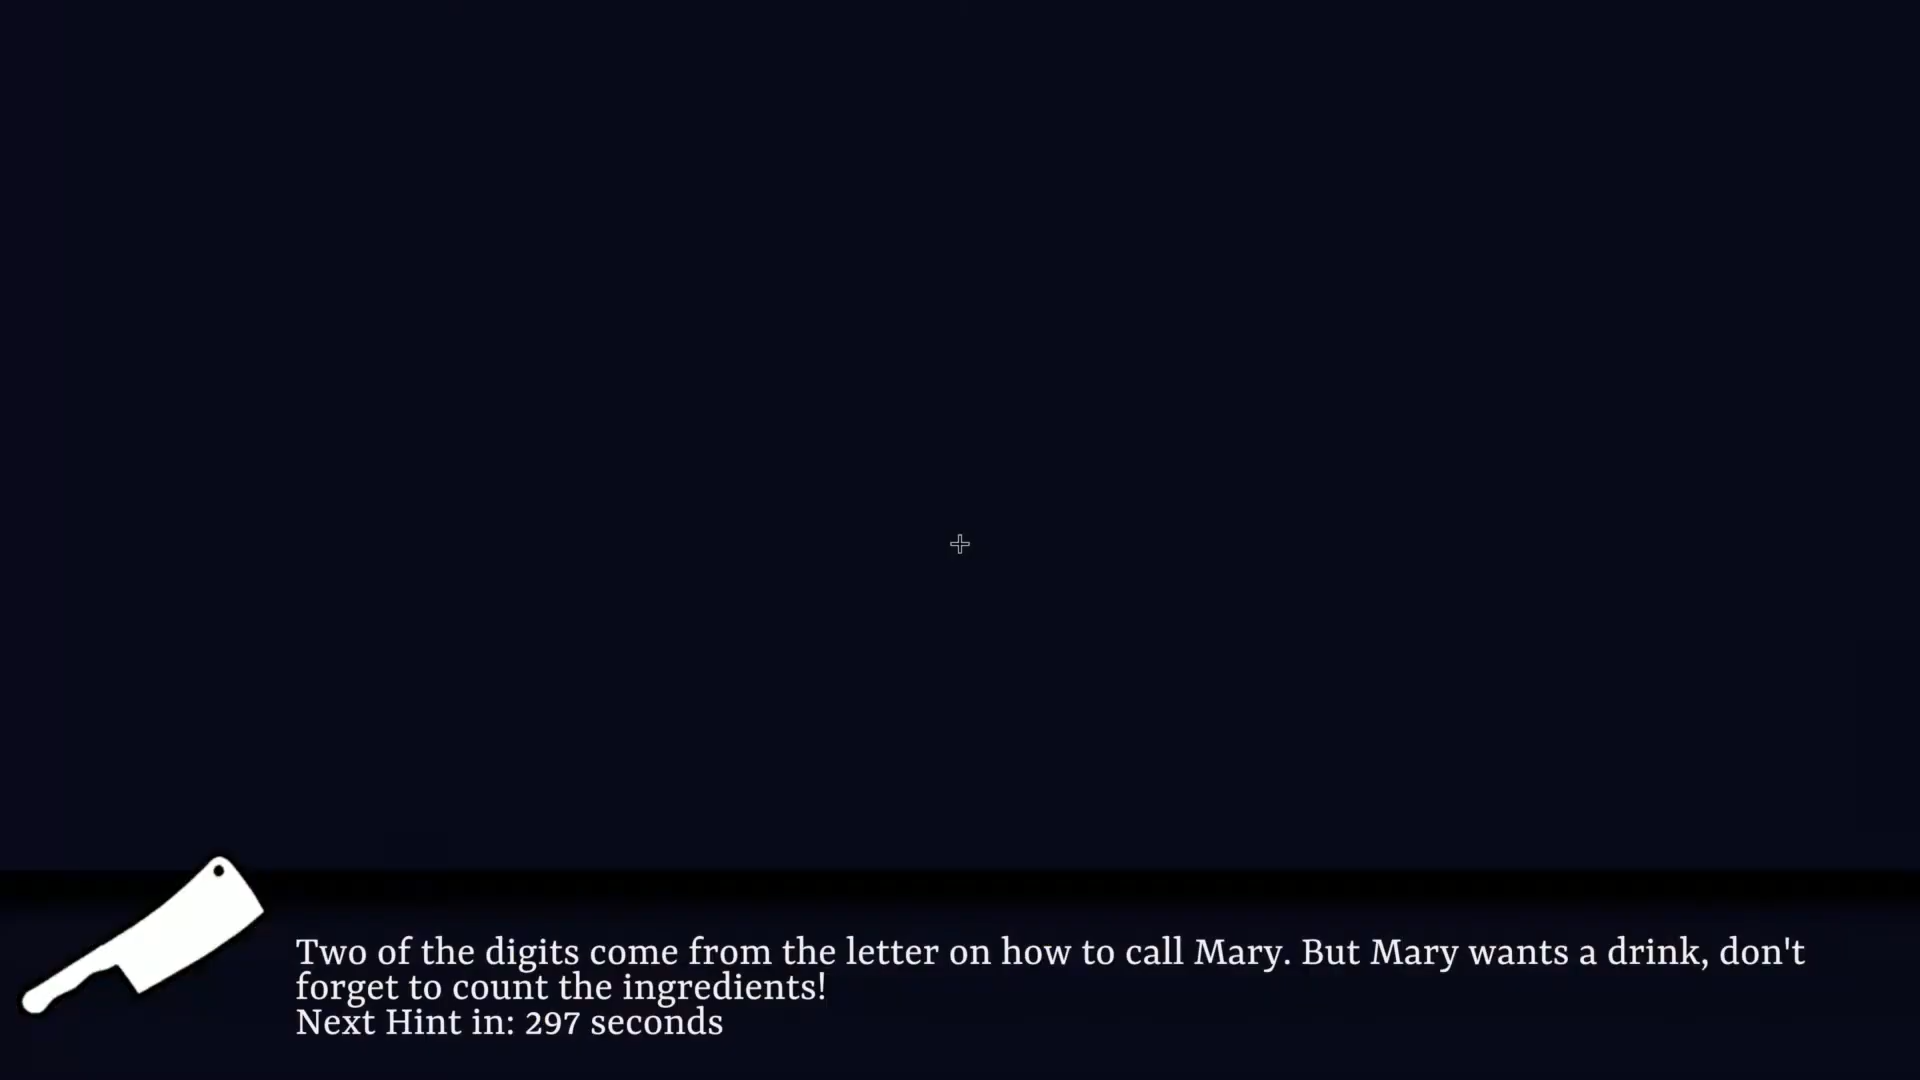 Two of the digits come from the letter on how to call Mary. But Mary wants a drink, don't
forget to count the ingredients!
Next Hint in: 297 seconds